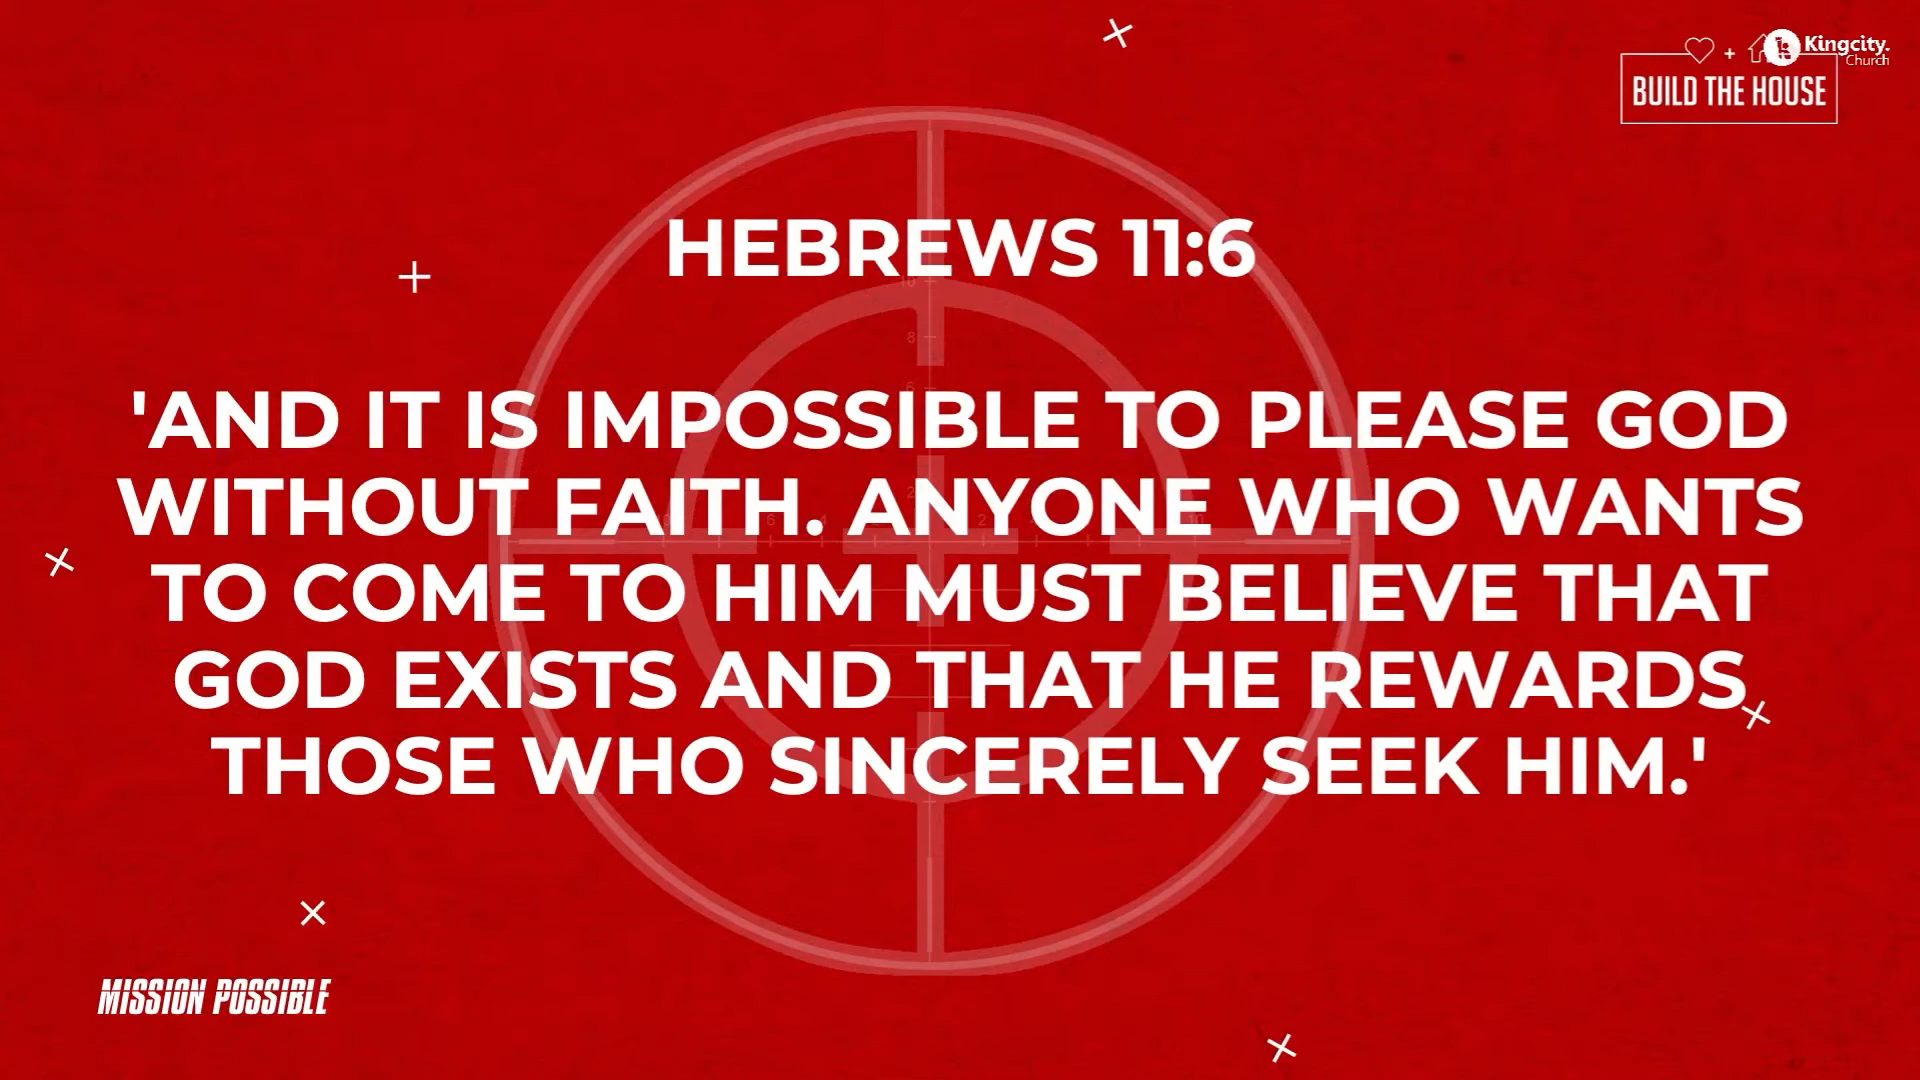 Kingcity.
Church
+
BUILD THE HOUSE
HEBREWS 11:6
'AND IT IS IMPOSSIBLE TO PLEASE GOD
WITHOUT FAITH. ANYONE WHO WANTS
TO COME TO HIM MUST BELIEVE THAT
GOD EXISTS AND THAT HE REWARDS
THOSE WHO SINCERELY SEEK HIM.'
MISSION POSSIBLE